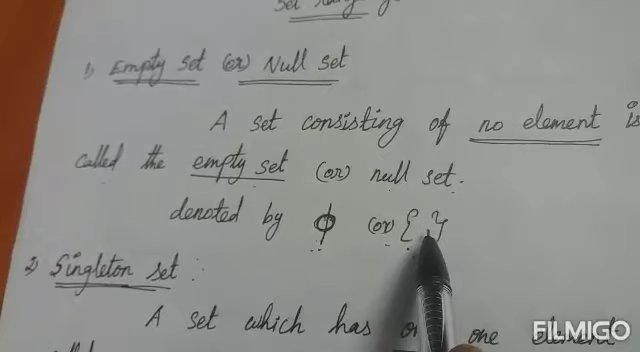 1) Empty set (or) Null set
A set consisting of no element is
called the empty set (or) null set.
denoted by ϕ (or) { }
2) Singleton set :
A set which has one element
FILMIGO